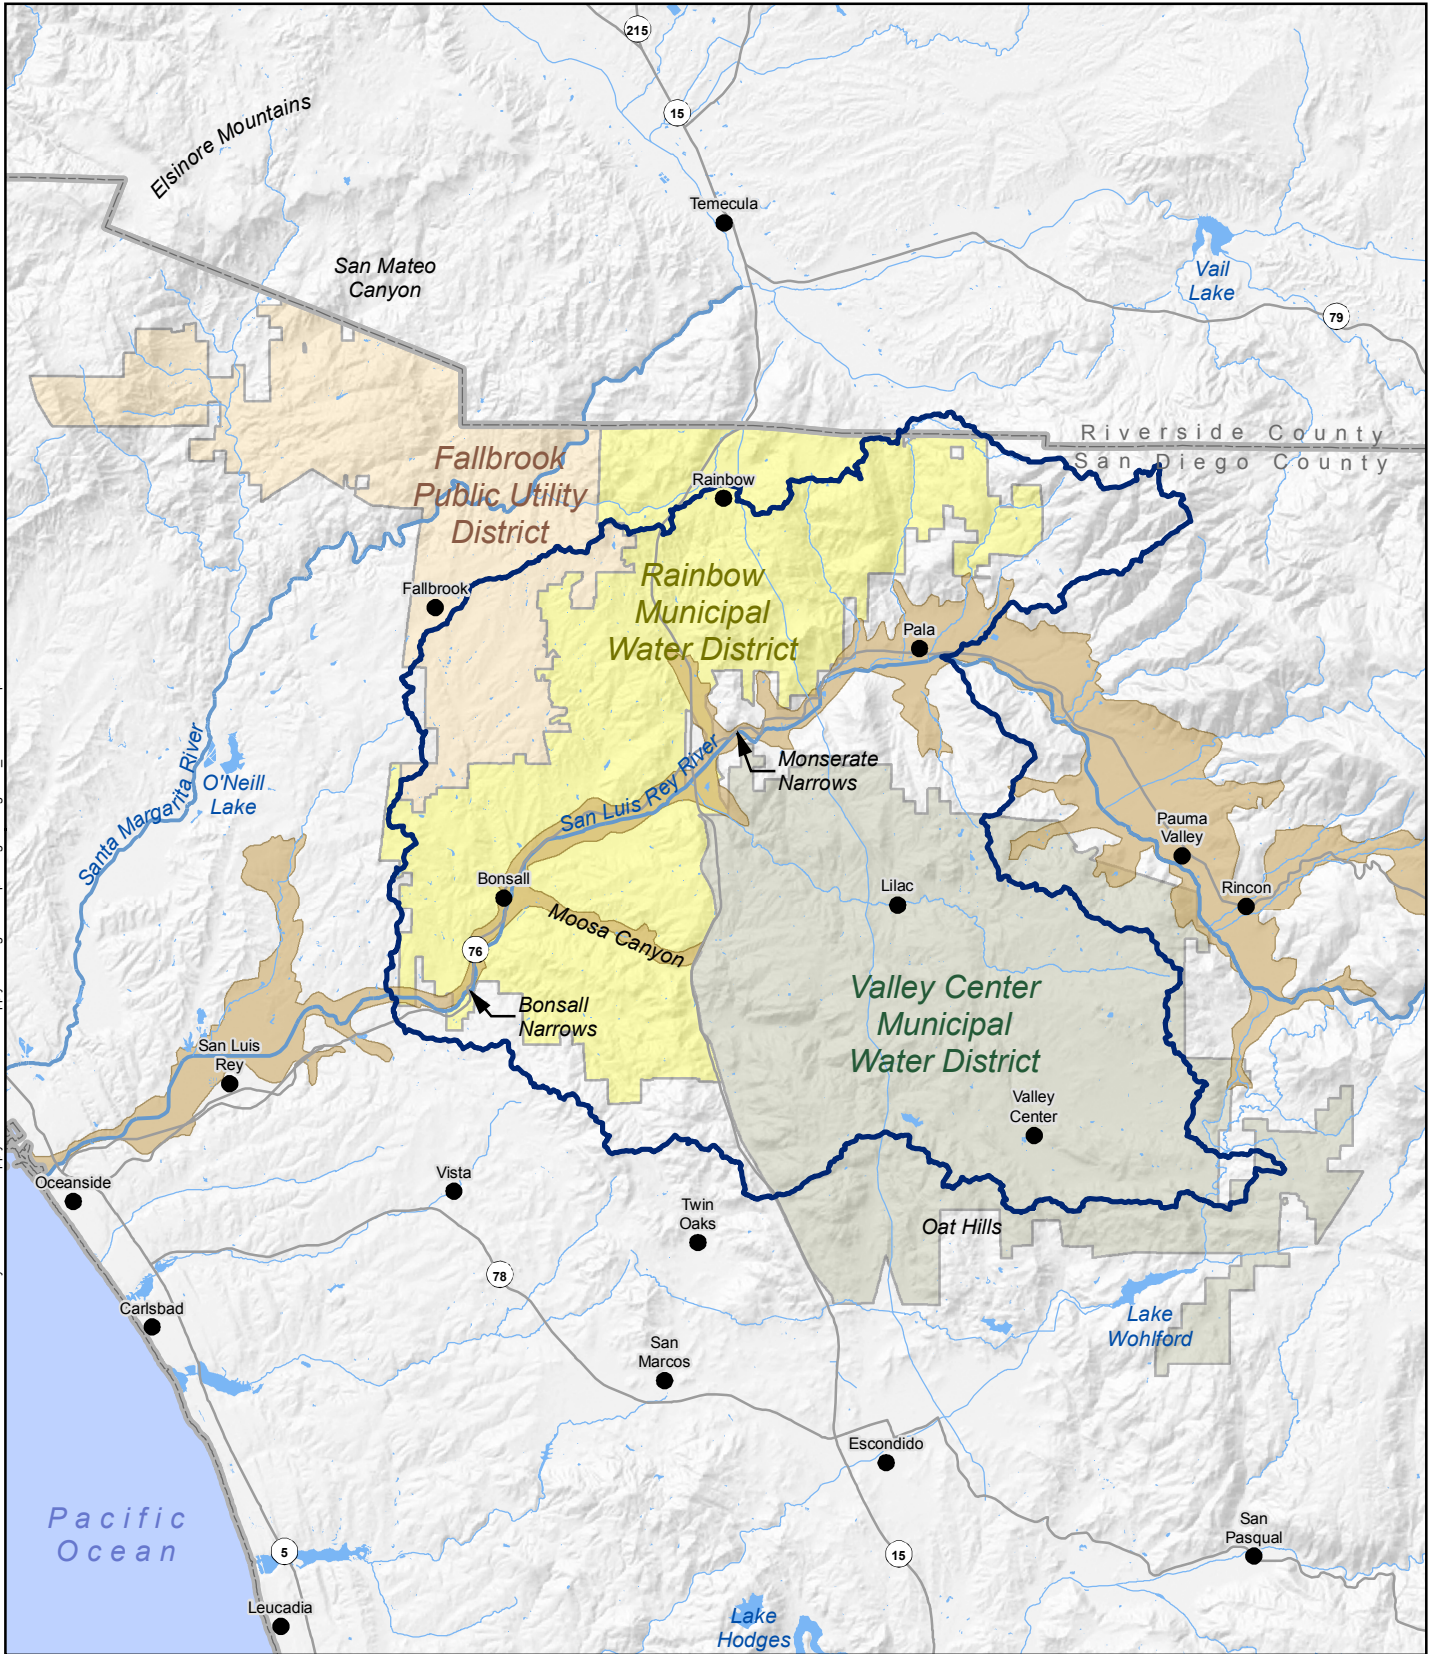 215
15
Elsinore Mountains
Temecula
San Mateo
Canyon
Vail
Lake
79
Riverside County
San Diego County
Fallbrook
Public Utility
District
Rainbow
Rainbow
Municipal
Water District
Fallbrook
Pala
Santa Margarita River
O'Neill
Lake
San Luis Rey River
Monserate
Narrows
Pauma
Valley
Bonsall
Lilac
Rincon
Moosa Canyon
76
Bonsall
Narrows
Valley Center
Municipal
Water District
San Luis
Rey
Valley
Center
Oceanside
Vista
Twin
Oaks
Oat Hills
78
Carlsbad
Lake
Wohlford
San
Marcos
Escondido
Pacific
Ocean
5
15
San
Pasqual
Leucadia
Lake
Hodges